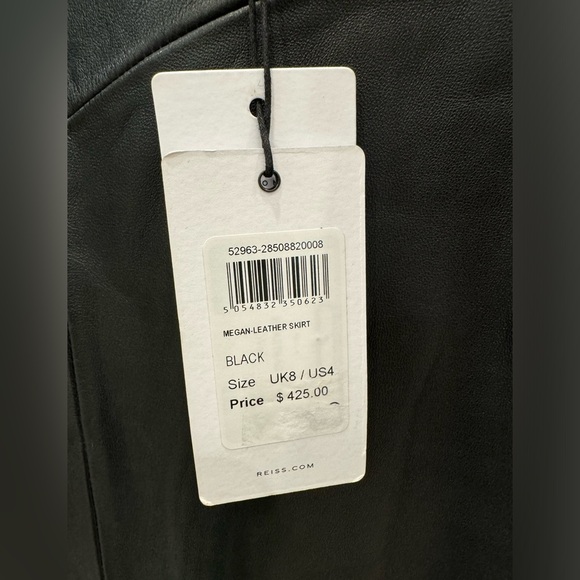 52963-28508820008
5 054832 350623
MEGAN-LEATHER SKIRT
BLACK
Size UK8 / US4
Price $ 425.00
REISS.COM